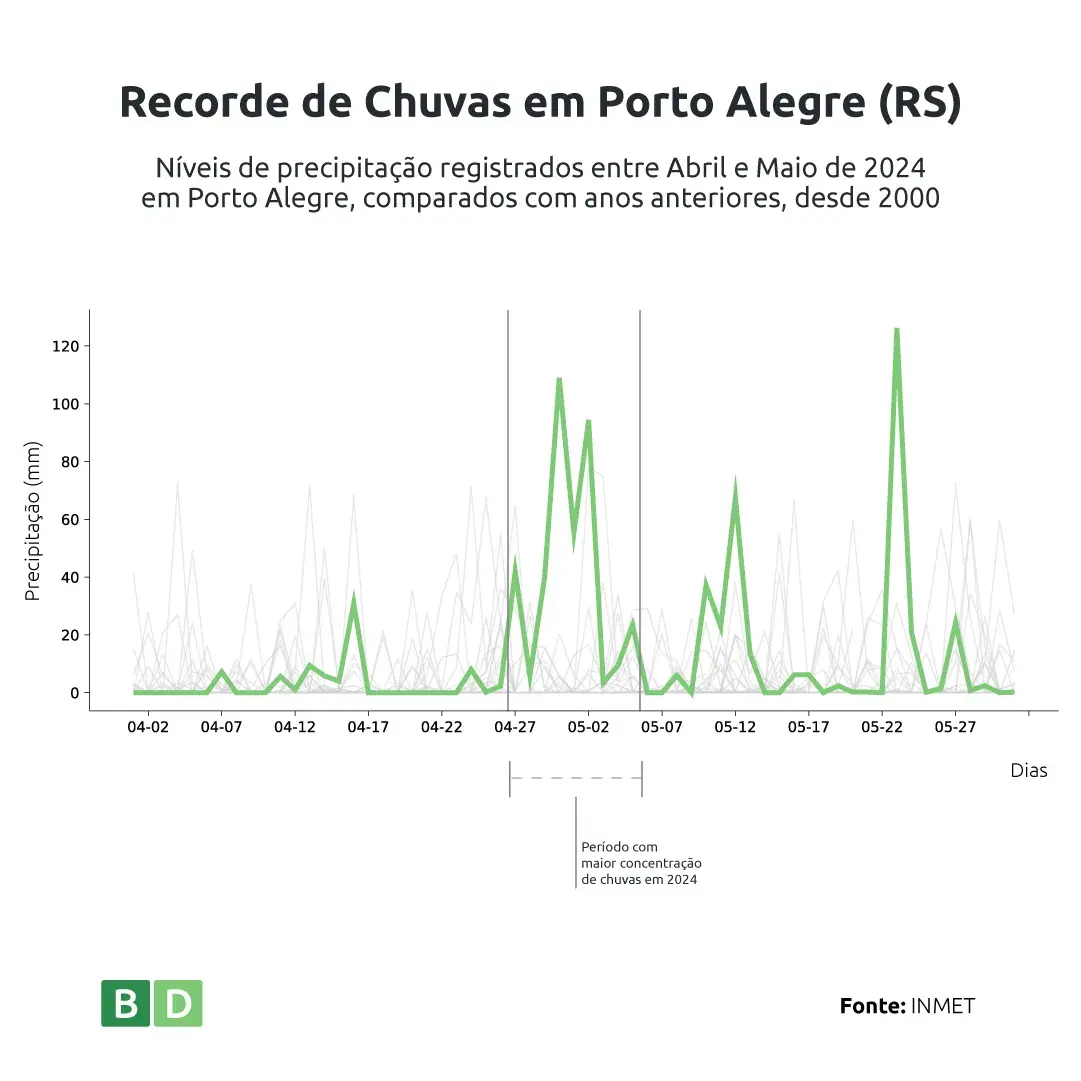 Recorde de Chuvas em Porto Alegre (RS)
Níveis de precipitação registrados entre Abril e Maio de 2024
em Porto Alegre, comparados com anos anteriores, desde 2000
Precipitação (mm)
120
100
80
60
40
20
0
04-02 04-07 04-12 04-17 04-22 04-27 05-02 05-07 05-12 05-17 05-22 05-27
Dias
Período com
maior concentração
de chuvas em 2024
BD
Fonte: INMET